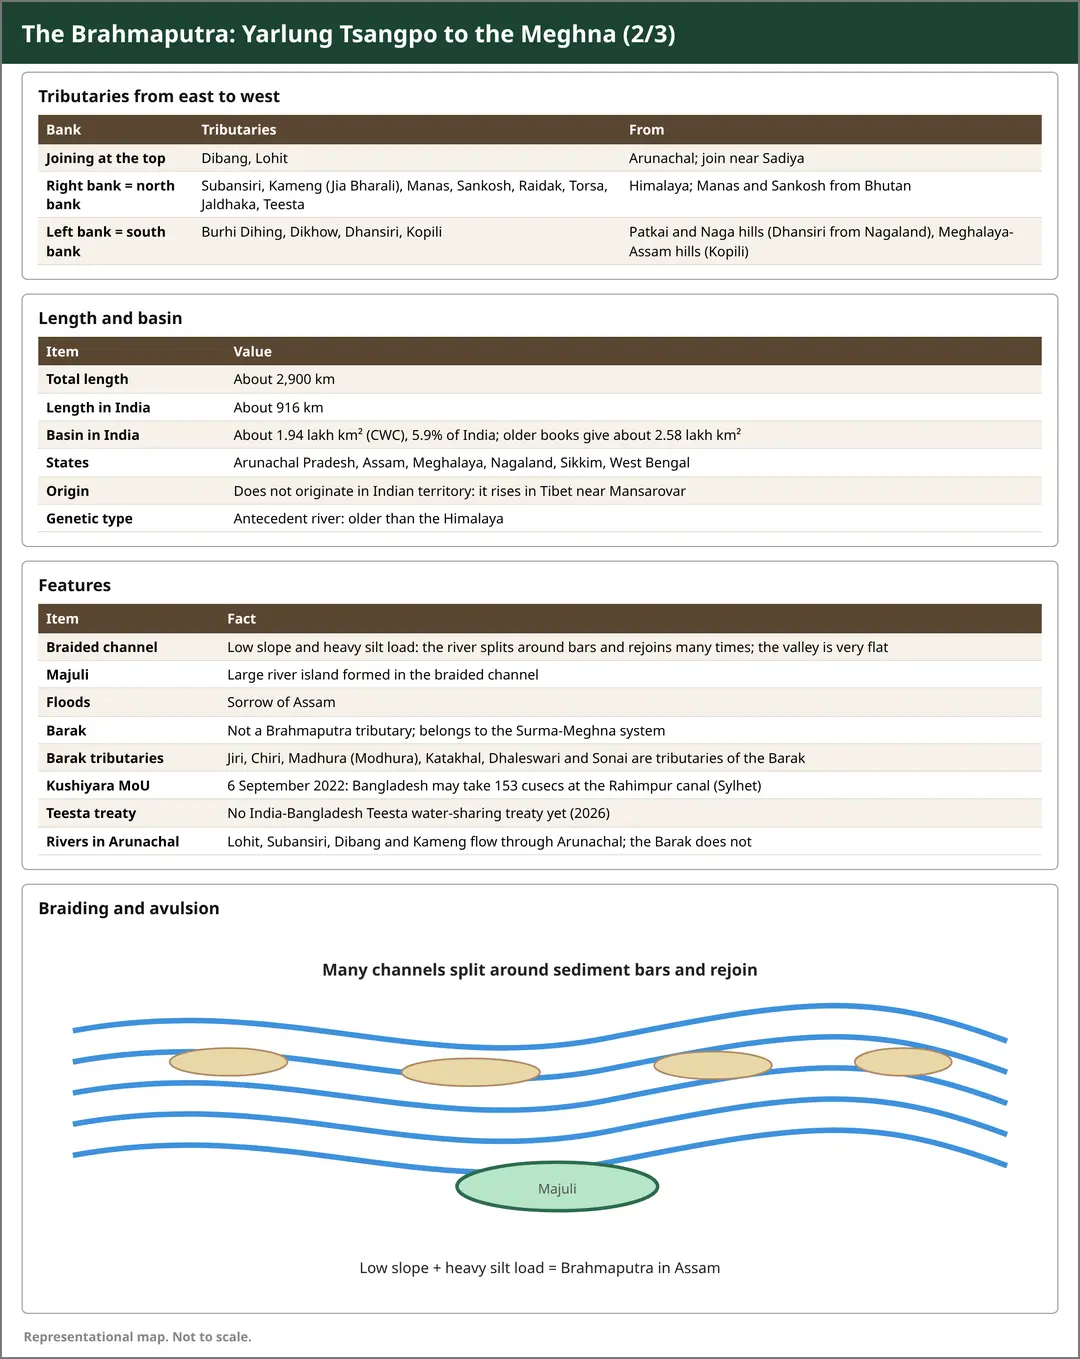 The Brahmaputra: Yarlung Tsangpo to the Meghna (2/3)
Tributaries from east to west
Bank Tributaries From
Joining at the top Dibang, Lohit Arunachal; join near Sadiya
Right bank = north bank Subansiri, Kameng (Jia Bharali), Manas, Sankosh, Raidak, Torsa, Jaldhaka, Teesta Himalaya; Manas and Sankosh from Bhutan
Left bank = south bank Burhi Dihing, Dikhow, Dhansiri, Kopili Patkai and Naga hills (Dhansiri from Nagaland), Meghalaya-Assam hills (Kopili)
Length and basin
Item Value
Total length About 2,900 km
Length in India About 916 km
Basin in India About 1.94 lakh km² (CWC), 5.9% of India; older books give about 2.58 lakh km²
States Arunachal Pradesh, Assam, Meghalaya, Nagaland, Sikkim, West Bengal
Origin Does not originate in Indian territory: it rises in Tibet near Mansarovar
Genetic type Antecedent river: older than the Himalaya
Features
Item Fact
Braided channel Low slope and heavy silt load: the river splits around bars and rejoins many times; the valley is very flat
Majuli Large river island formed in the braided channel
Floods Sorrow of Assam
Barak Not a Brahmaputra tributary; belongs to the Surma-Meghna system
Barak tributaries Jiri, Chiri, Madhura (Modhura), Katakhal, Dhaleswari and Sonai are tributaries of the Barak
Kushiyara MoU 6 September 2022: Bangladesh may take 153 cusecs at the Rahimpur canal (Sylhet)
Teesta treaty No India-Bangladesh Teesta water-sharing treaty yet (2026)
Rivers in Arunachal Lohit, Subansiri, Dibang and Kameng flow through Arunachal; the Barak does not
Braiding and avulsion
Many channels split around sediment bars and rejoin
Majuli
Low slope + heavy silt load = Brahmaputra in Assam
Representational map. Not to scale.